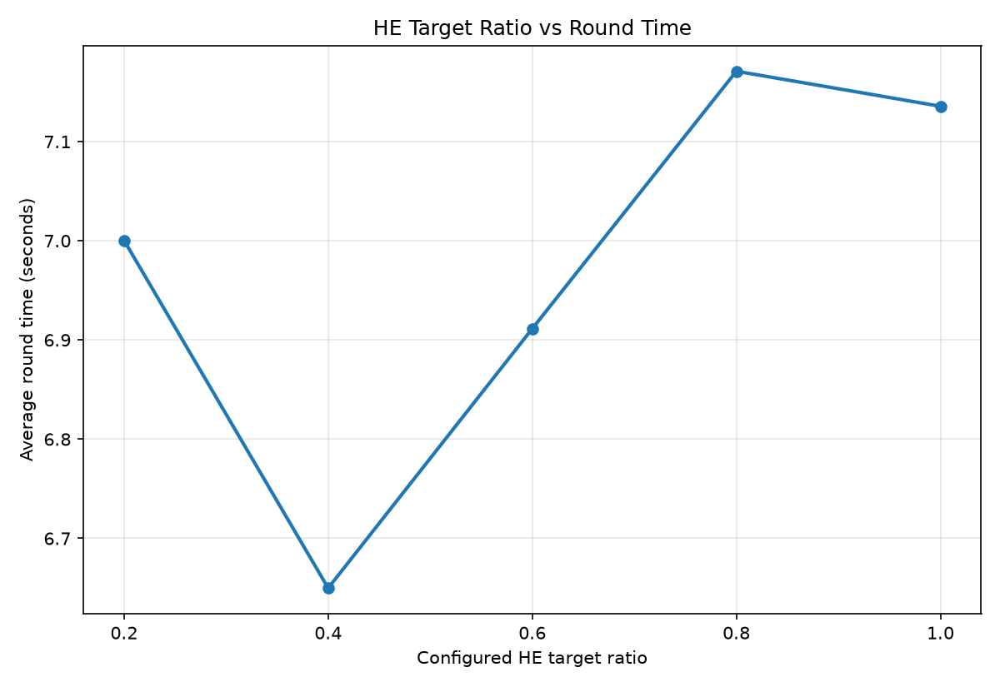 HE Target Ratio vs Round Time
Average round time (seconds)
7.1
7.0
6.9
6.8
6.7
0.2 0.4 0.6 0.8 1.0
Configured HE target ratio